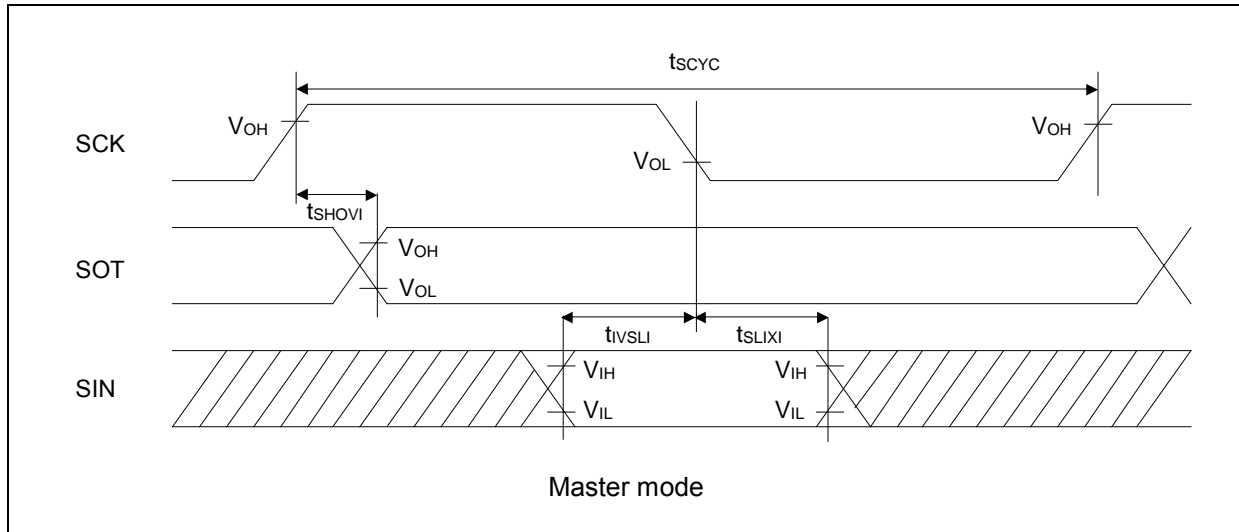 tSCYC
SCK
VOH
VOL
VOH
tSHOVI
SOT
VOH
VOL
tIVSLI
tSLIXI
SIN
VIH
VIL
VIH
VIL
Master mode